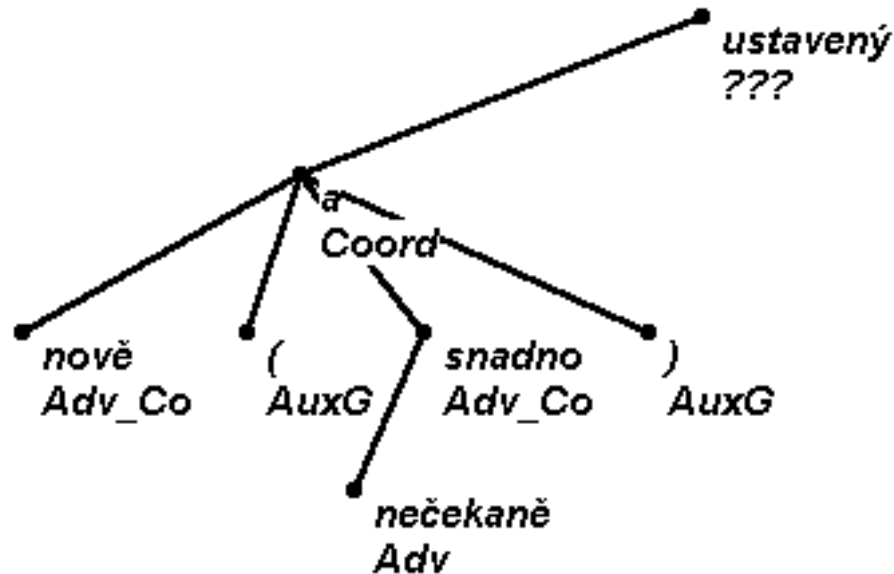 ustavený
???
a
Coord
nově
Adv_Co
(
AuxG
snadno
Adv_Co
)
AuxG
nečekaně
Adv